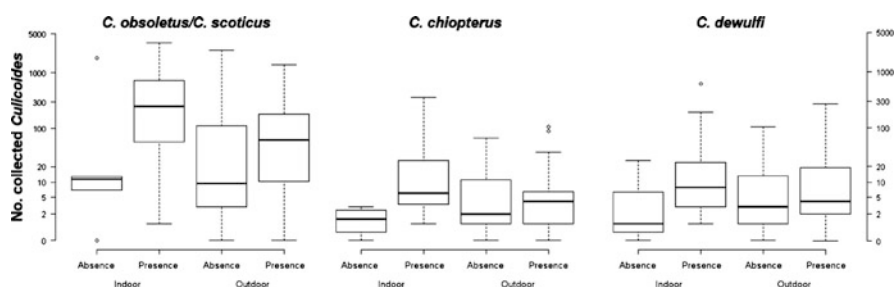 C. obsoletus/C. scoticus
C. chiopterus
C. dewulfi
No. collected Culicoides
5000
1000
300
100
20
10
5
2
0
5000
1000
300
100
20
10
5
2
0
Absence Presence Absence Presence
Indoor Outdoor
Absence Presence Absence Presence
Indoor Outdoor
Absence Presence Absence Presence
Indoor Outdoor